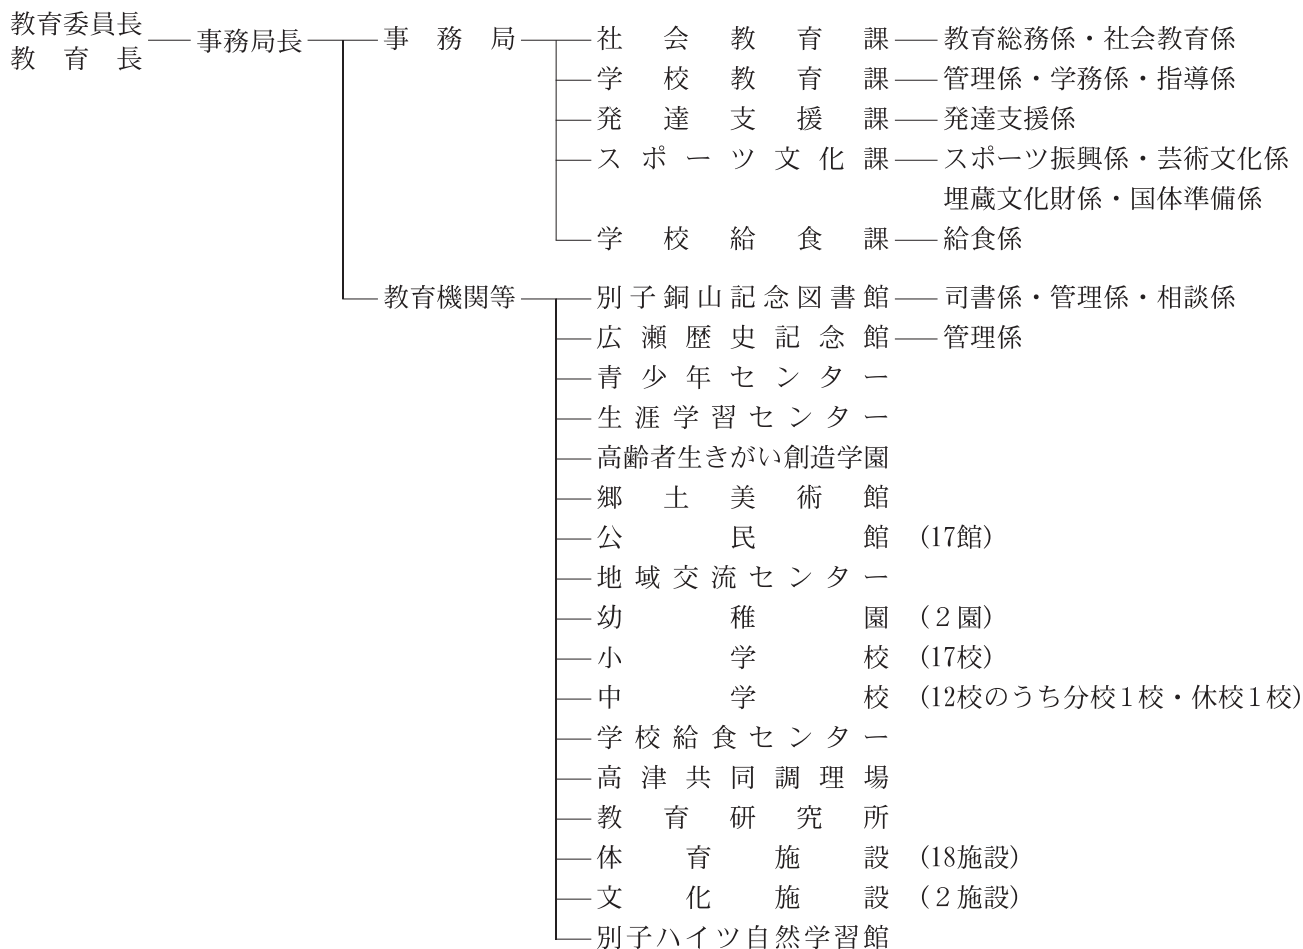 教育委員長
教育長
事務局長
事務局
社会教育課 教育総務係・社会教育係
学校教育課 管理係・学務係・指導係
発達支援課 発達支援係
スポーツ文化課 スポーツ振興係・芸術文化係
埋蔵文化財係・国体準備係
学校給食課 給食係
教育機関等
別子銅山記念図書館 司書係・管理係・相談係
広瀬歴史記念館 管理係
青少年センター
生涯学習センター
高齢者生きがい創造学園
郷土美術館
公民館 (17館)
地域交流センター
幼稚園 (2園)
小学校 (17校)
中学校 (12校のうち分校1校・休校1校)
学校給食センター
高津共同調理場
教育研究所
体育施設 (18施設)
文化施設 (2施設)
別子ハイツ自然学習館